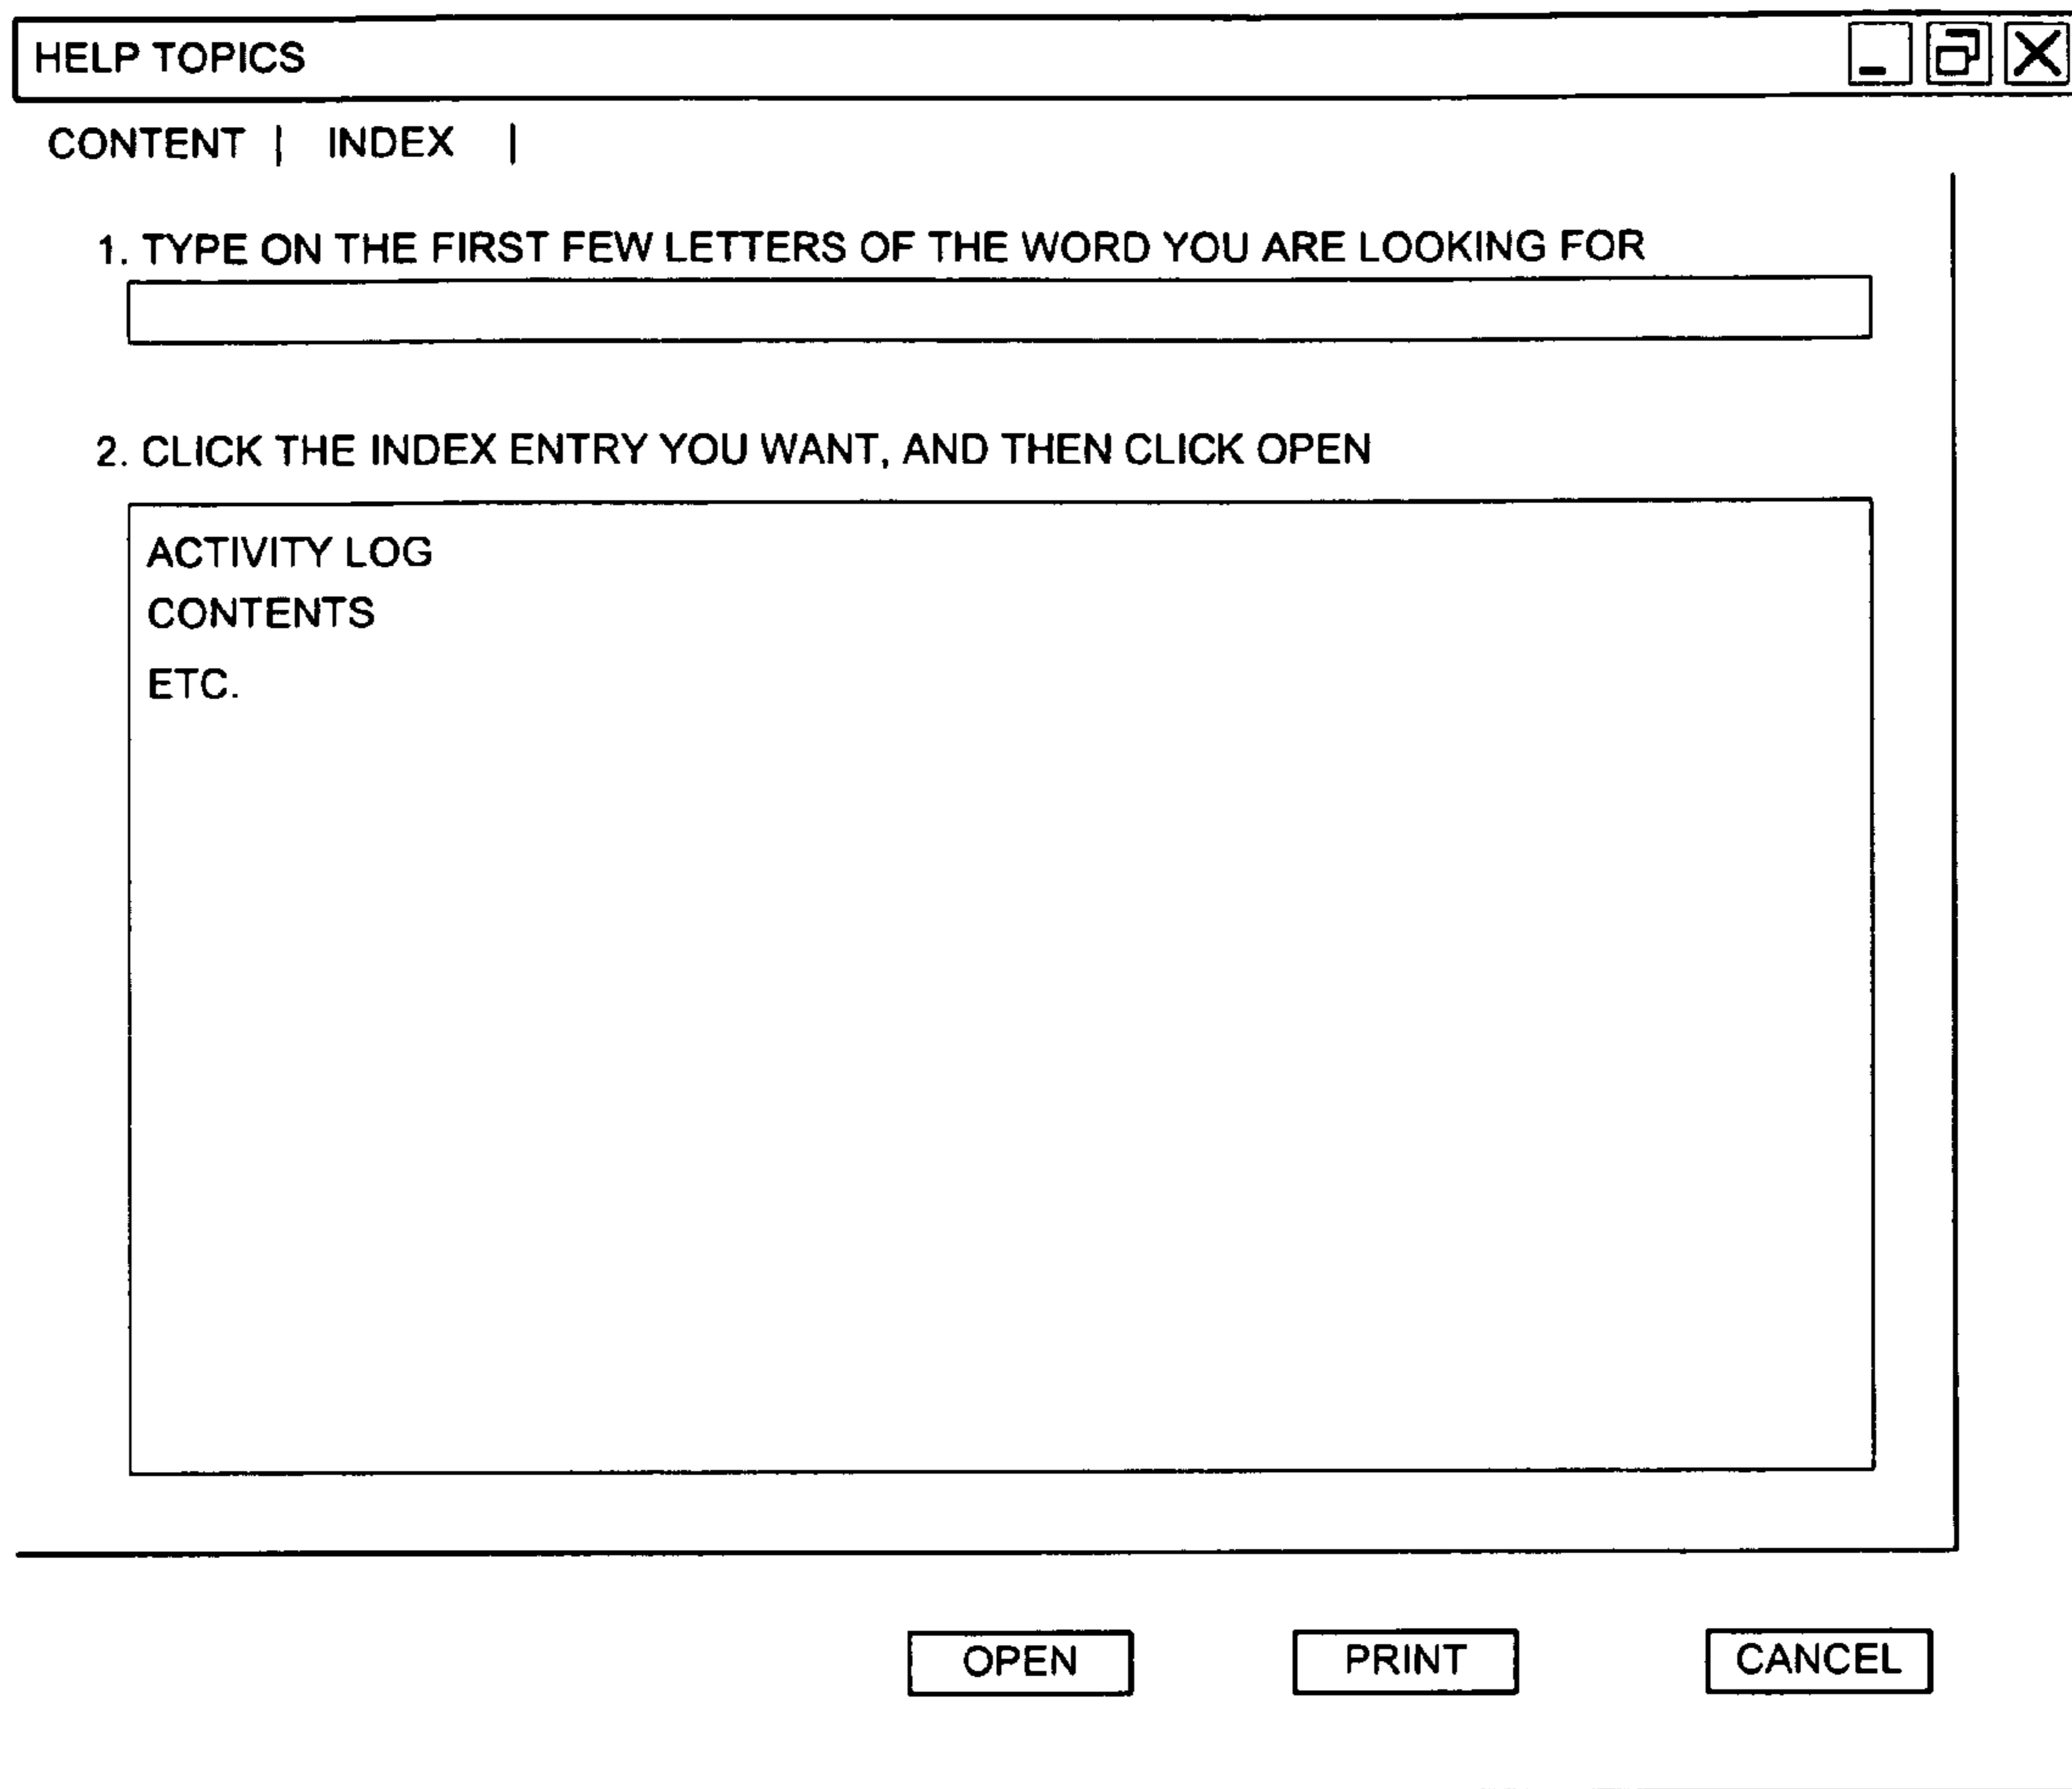 HELP TOPICS
CONTENT | INDEX |
1. TYPE ON THE FIRST FEW LETTERS OF THE WORD YOU ARE LOOKING FOR
2. CLICK THE INDEX ENTRY YOU WANT, AND THEN CLICK OPEN
ACTIVITY LOG
CONTENTS
ETC.
OPEN PRINT CANCEL